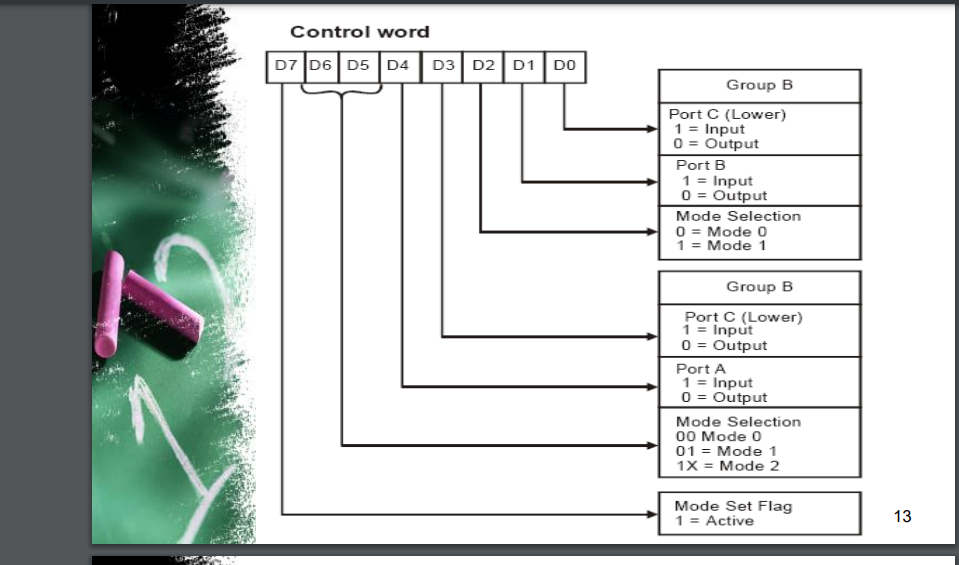 Control word
D7 D6 D5 D4 D3 D2 D1 D0
Group B
Port C (Lower)
1 = Input
0 = Output
Port B
1 = Input
0 = Output
Mode Selection
0 = Mode 0
1 = Mode 1
Group B
Port C (Lower)
1 = Input
0 = Output
Port A
1 = Input
0 = Output
Mode Selection
00 Mode 0
01 = Mode 1
1X = Mode 2
Mode Set Flag
1 = Active
13